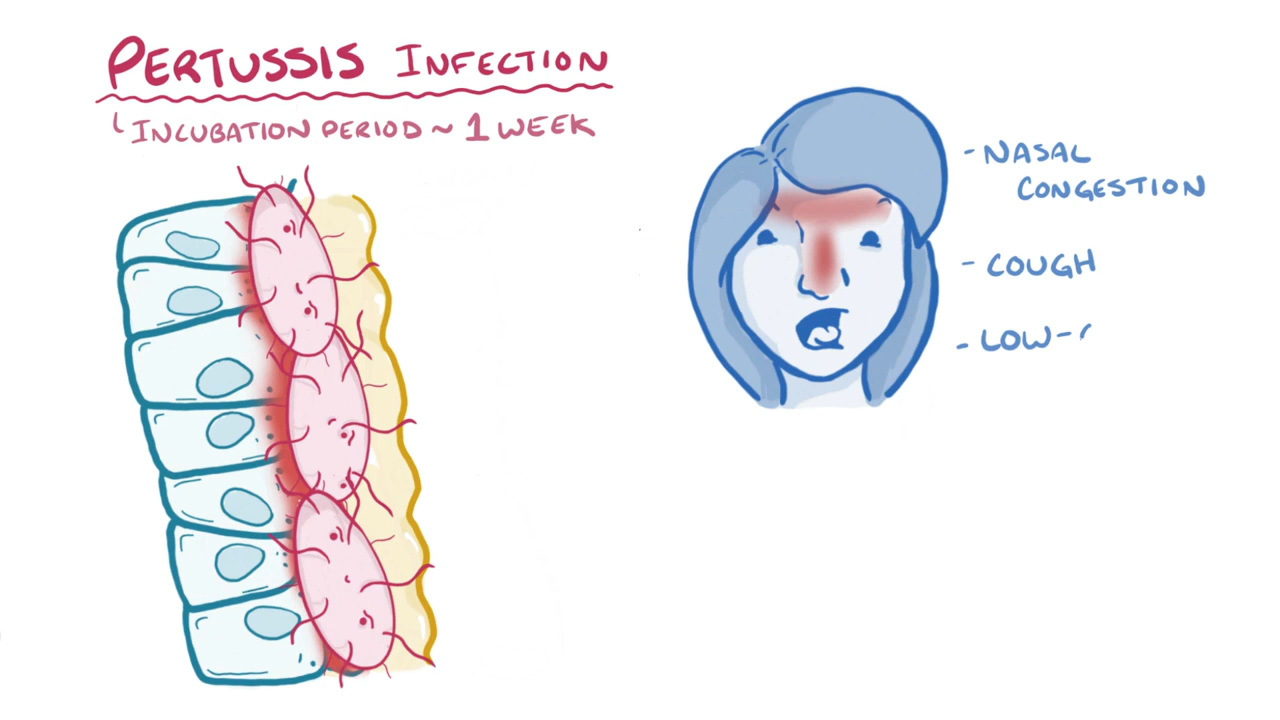 PERTUSSIS INFECTION
INCUBATION PERIOD ~ 1 WEEK
- NASAL
CONGESTION
- COUGH
- LOW-